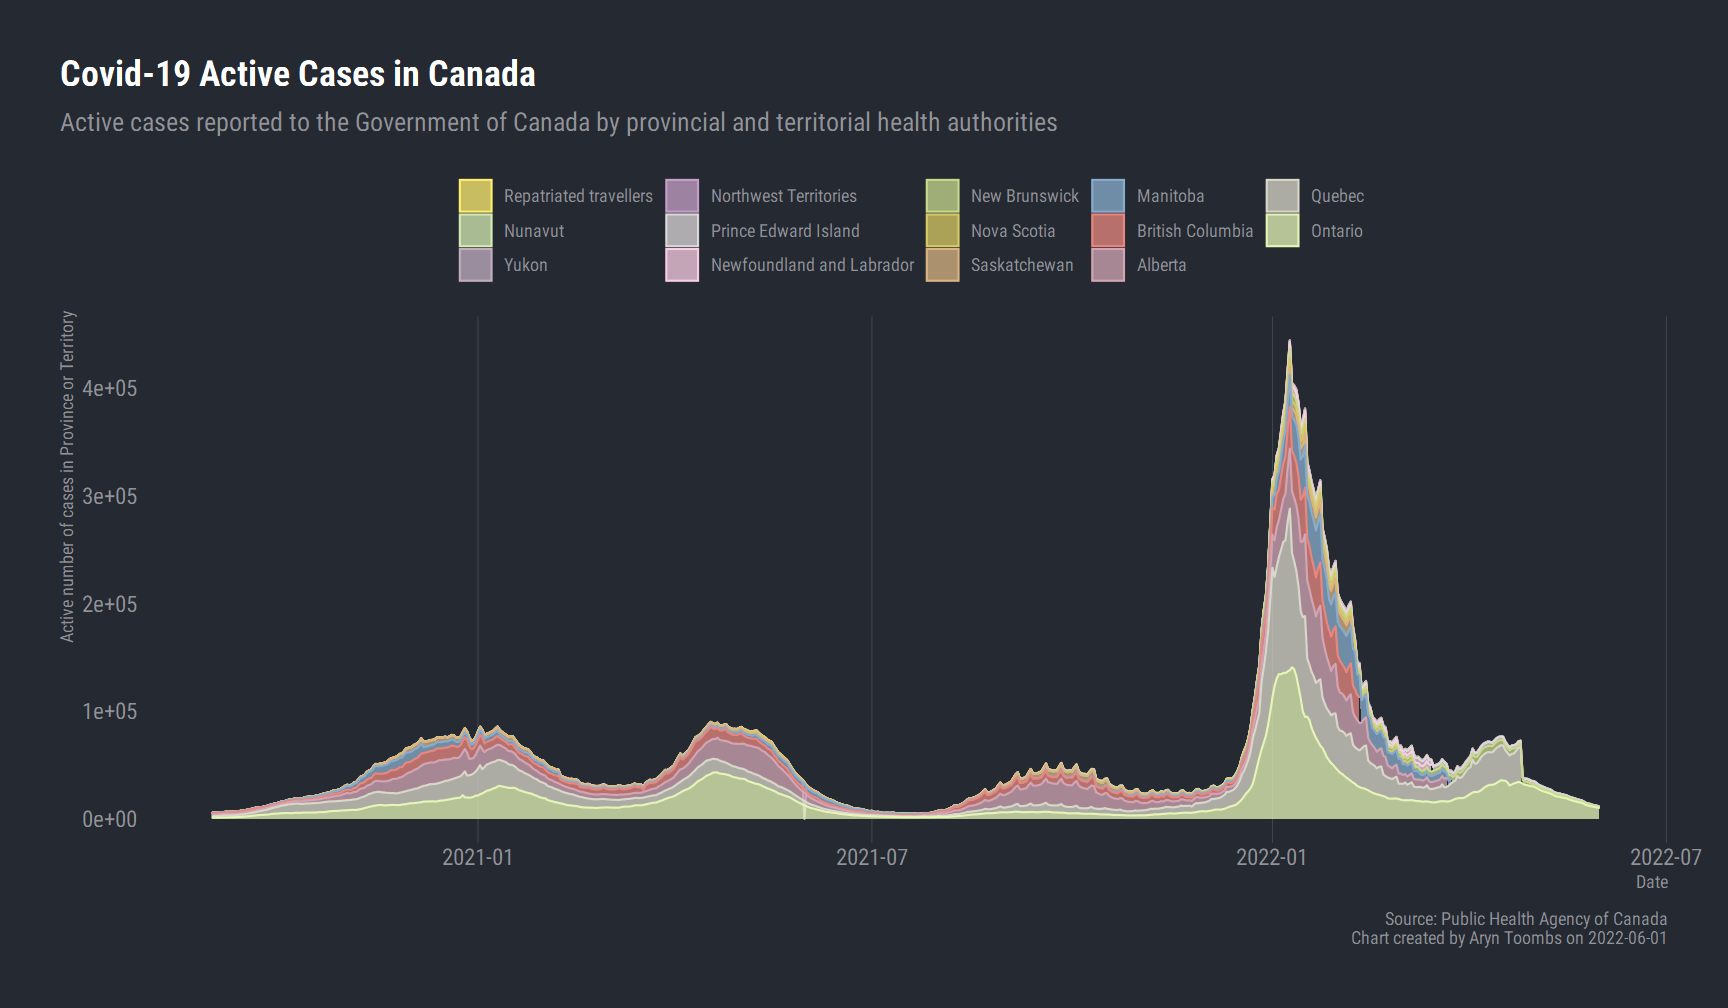 Covid-19 Active Cases in Canada
Active cases reported to the Government of Canada by provincial and territorial health authorities
Repatriated travellers
Nunavut
Yukon
Northwest Territories
Prince Edward Island
Newfoundland and Labrador
New Brunswick
Nova Scotia
Saskatchewan
Manitoba
British Columbia
Alberta
Quebec
Ontario
Active number of cases in Province or Territory
4e+05
3e+05
2e+05
1e+05
0e+00
2021-01
2021-07
2022-01
2022-07
Date
Source: Public Health Agency of Canada
Chart created by Aryn Toombs on 2022-06-01